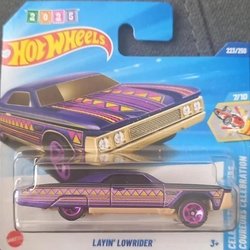 2025
Hot Wheels
223/250
7/10
LAYIN' LOWRIDER
3+